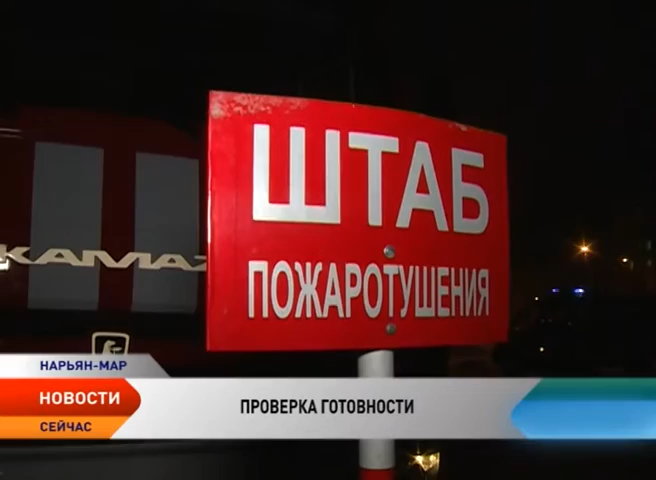 ШТАБ
ПОЖАРОТУШЕНИЯ
KAMAZ
НАРЬЯН-МАР
НОВОСТИ
СЕЙЧАС
ПРОВЕРКА ГОТОВНОСТИ